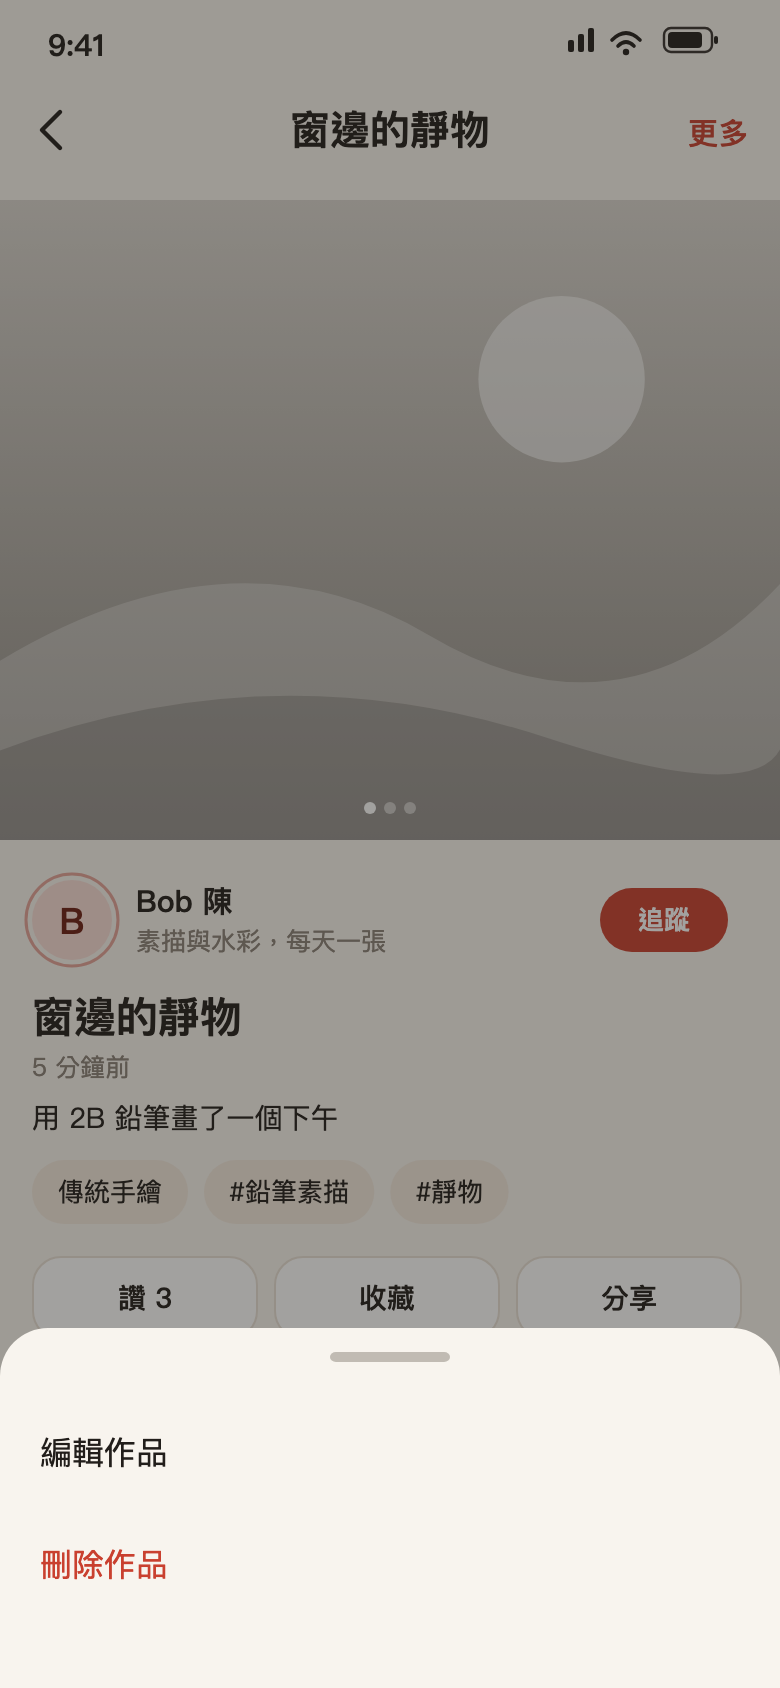 9:41
窗邊的靜物
更多
B
Bob 陳
素描與水彩，每天一張
追蹤
窗邊的靜物
5 分鐘前
用 2B 鉛筆畫了一個下午
傳統手繪
#鉛筆素描
#靜物
讚 3
收藏
分享
編輯作品
刪除作品